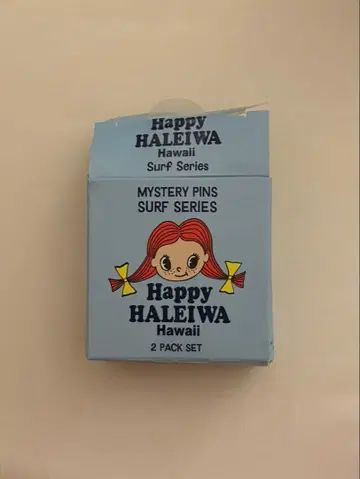 Happy
HALEIWA
Hawaii
Surf Series
MYSTERY PINS
SURF SERIES
Happy
HALEIWA
Hawaii
2 PACK SET